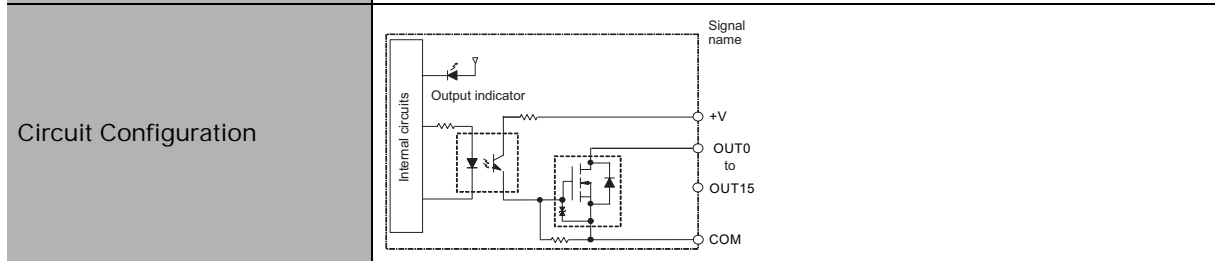 Circuit Configuration
Signal
name
Internal circuits
Output indicator
+V
OUT0
to
OUT15
COM